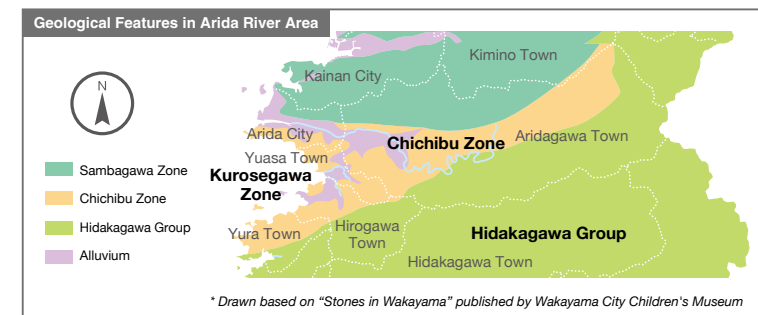 Geological Features in Arida River Area
N
Kimino Town
Kainan City
Arida City
Chichibu Zone
Aridagawa Town
Yuasa Town
Kurosegawa
Zone
Sambagawa Zone
Chichibu Zone
Hidakagawa Group
Alluvium
Yura Town
Hirogawa
Town
Hidakagawa Group
Hidakagawa Town
* Drawn based on “Stones in Wakayama” published by Wakayama City Children's Museum